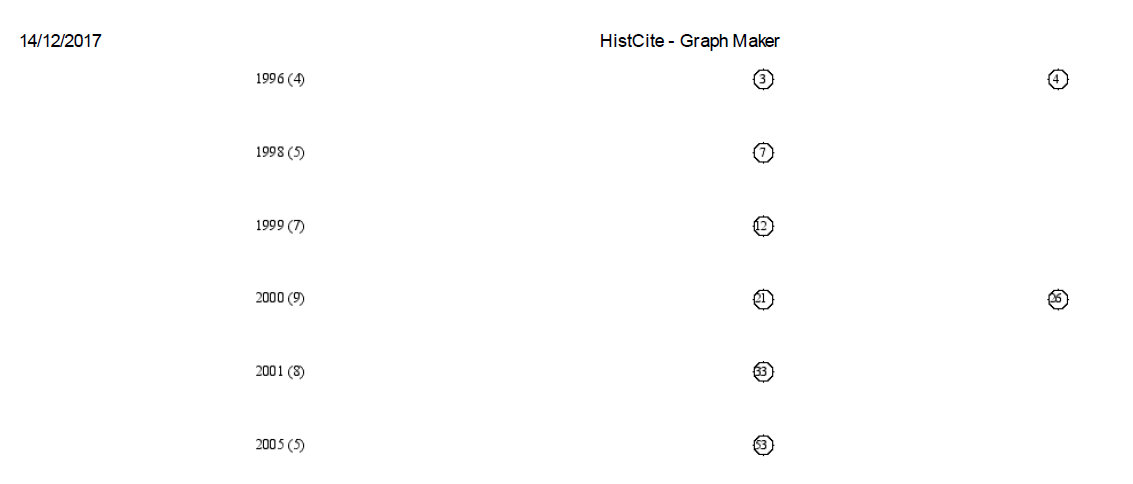 14/12/2017 HistCite - Graph Maker
1996 (4) 3 4
1998 (5) 7
1999 (7) 12
2000 (9) 21 26
2001 (8) 33
2005 (5) 53